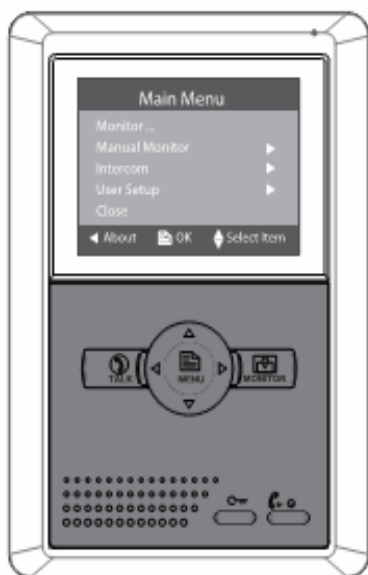 Main Menu
Monitor ...
Manual Monitor
Intercom
User Setup
Close
About OK Select Item
TALK MENU MONITOR